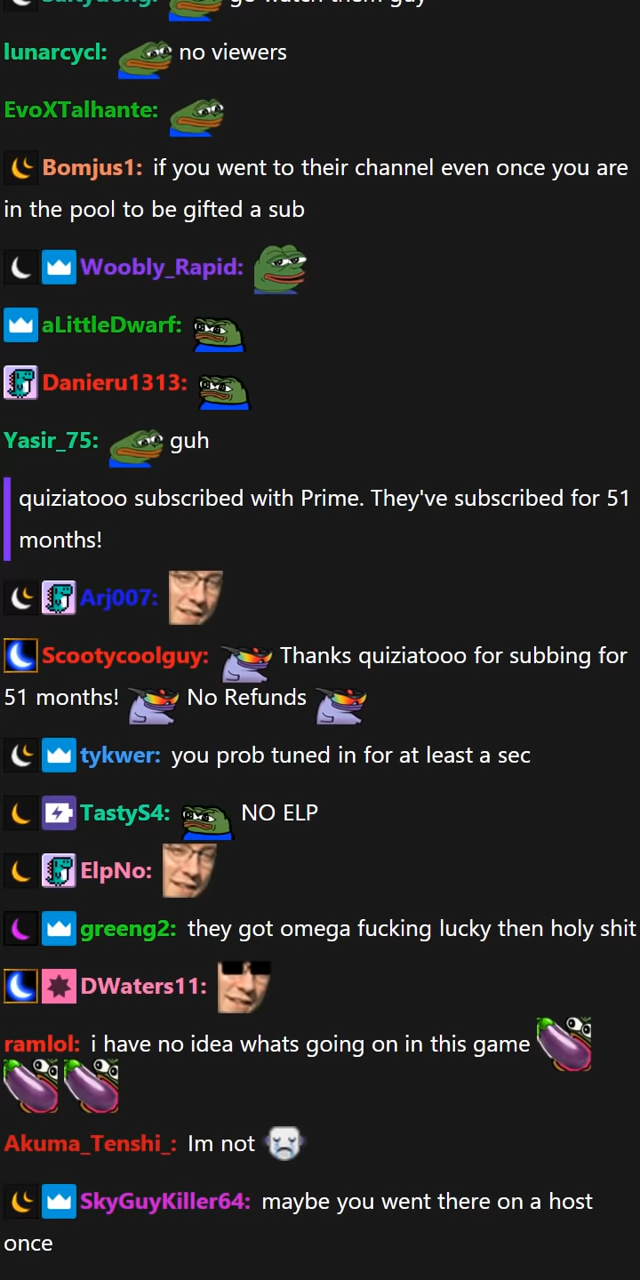 lunarcycl: no viewers
EvoXTalhante:
Bomjus1: if you went to their channel even once you are
in the pool to be gifted a sub
Woobly_Rapid:
aLittleDwarf:
Danieru1313:
Yasir_75: guh
quiziatooo subscribed with Prime. They've subscribed for 51
months!
Arj007:
Scootycoolguy: Thanks quiziatooo for subbing for
51 months! No Refunds
tykwer: you prob tuned in for at least a sec
TastyS4: NO ELP
ElpNo:
greeng2: they got omega fucking lucky then holy shit
DWaters11:
ramlol: i have no idea whats going on in this game
Akuma_Tenshi_: Im not
SkyGuyKiller64: maybe you went there on a host
once